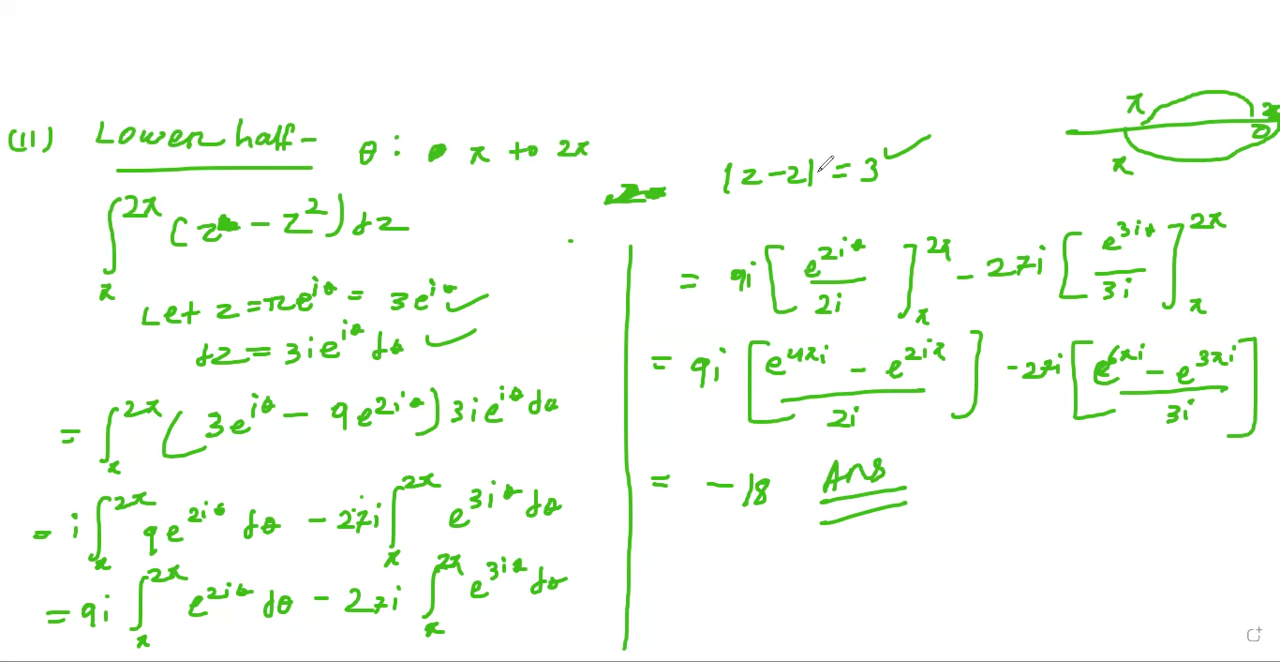 (II) Lower half- θ : π to 2π
∫_π^{2π} (z - z²) dz
Let z = re^{iθ} = 3e^{iθ}
dz = 3ie^{iθ} dθ
= ∫_π^{2π} (3e^{iθ} - 9e^{2iθ}) 3ie^{iθ} dθ
= i ∫_π^{2π} 9e^{2iθ} dθ - 27i ∫_π^{2π} e^{3iθ} dθ
= 9i ∫_π^{2π} e^{2iθ} dθ - 27i ∫_π^{2π} e^{3iθ} dθ
|z - 2| = 3 ✓
= 9i [e^{2iθ}/2i]_π^{2π} - 27i [e^{3iθ}/3i]_π^{2π}
= 9i [(e^{4πi} - e^{2iπ})/2i] - 27i [(e^{6πi} - e^{3πi})/3i]
= -18 Ans
π
0
π